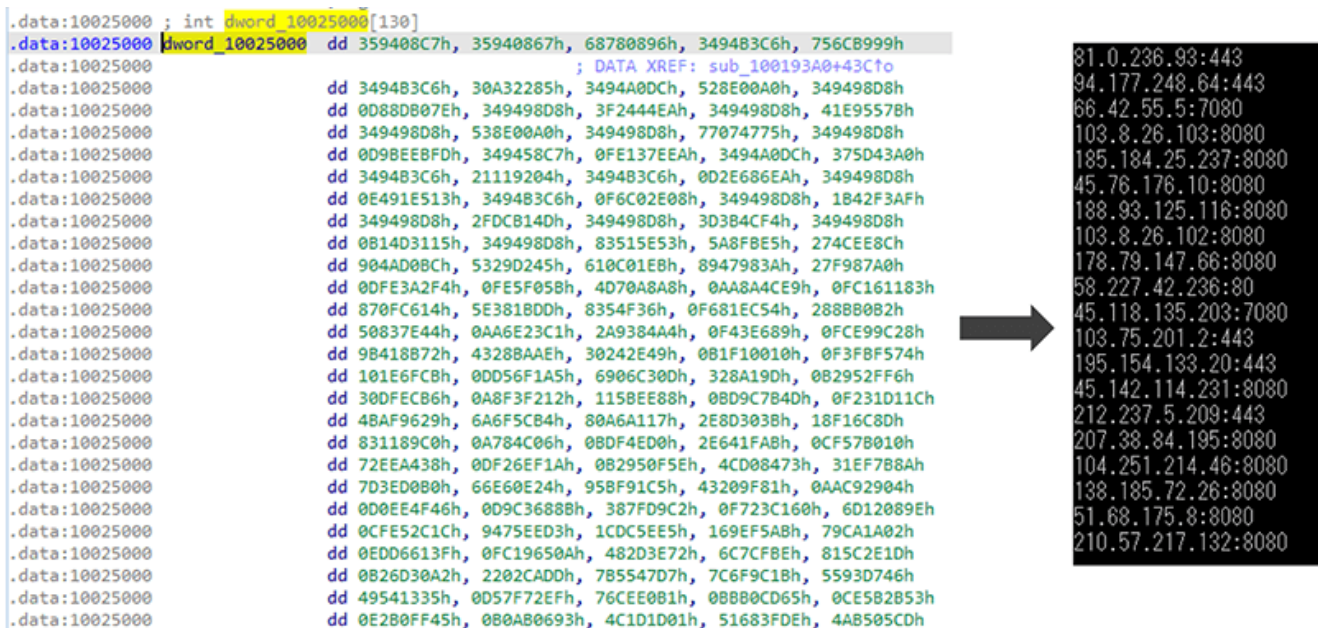 .data:10025000 ; int dword_10025000[130]
.data:10025000 dword_10025000 dd 359408C7h, 35940867h, 68780896h, 3494B3C6h, 756CB999h
.data:10025000 ; DATA XREF: sub_100193A0+43C↑o
.data:10025000 dd 3494B3C6h, 30A32285h, 3494A0DCh, 528E00A0h, 349498D8h
.data:10025000 dd 0D88DB07Eh, 349498D8h, 3F2444EAh, 349498D8h, 41E9557Bh
.data:10025000 dd 349498D8h, 538E00A0h, 349498D8h, 77074775h, 349498D8h
.data:10025000 dd 0D9BEEBFDh, 349458C7h, 0FE137EEAh, 3494A0DCh, 375D43A0h
.data:10025000 dd 3494B3C6h, 21119204h, 3494B3C6h, 0D2E686EAh, 349498D8h
.data:10025000 dd 0E491E513h, 3494B3C6h, 0F6C02E08h, 349498D8h, 1B42F3AFh
.data:10025000 dd 349498D8h, 2FDCB14Dh, 349498D8h, 3D3B4CF4h, 349498D8h
.data:10025000 dd 0B14D3115h, 349498D8h, 83515E53h, 5A8FBE5h, 274CEE8Ch
.data:10025000 dd 904AD0BCh, 5329D245h, 610C01EBh, 8947983Ah, 27F987A0h
.data:10025000 dd 0DFE3A2F4h, 0FE5F05Bh, 4D70A8A8h, 0AA8A4CE9h, 0FC161183h
.data:10025000 dd 870FC614h, 5E381BDDh, 8354F36h, 0F681EC54h, 288BB0B2h
.data:10025000 dd 50837E44h, 0AA6E23C1h, 2A9384A4h, 0F43E689h, 0FCE99C28h
.data:10025000 dd 9B418B72h, 4328BAAEh, 30242E49h, 0B1F10010h, 0F3FBF574h
.data:10025000 dd 101E6FCBh, 0DD56F1A5h, 6906C30Dh, 328A19Dh, 0B2952FF6h
.data:10025000 dd 30DFECB6h, 0A8F3F212h, 115BEE88h, 0BD9C7B4Dh, 0F231D11Ch
.data:10025000 dd 4BAF9629h, 6A6F5CB4h, 80A6A117h, 2E8D303Bh, 18F16C8Dh
.data:10025000 dd 831189C0h, 0A784C06h, 0BDF4ED0h, 2E641FABh, 0CF57B010h
.data:10025000 dd 72EEA438h, 0DF26EF1Ah, 0B2950F5Eh, 4CD08473h, 31EF7B8Ah
.data:10025000 dd 7D3ED0B0h, 66E60E24h, 95BF91C5h, 43209F81h, 0AAC92904h
.data:10025000 dd 0D0EE4F46h, 0D9C3688Bh, 387FD9C2h, 0F723C160h, 6D12089Eh
.data:10025000 dd 0CFE52C1Ch, 9475EED3h, 1CDC5EE5h, 169EF5ABh, 79CA1A02h
.data:10025000 dd 0EDD6613Fh, 0FC19650Ah, 482D3E72h, 6C7CFBEh, 815C2E1Dh
.data:10025000 dd 0B26D30A2h, 2202CADDh, 7B5547D7h, 7C6F9C1Bh, 5593D746h
.data:10025000 dd 49541335h, 0D57F72EFh, 76CEE0B1h, 0BBB0CD65h, 0CE5B2B53h
.data:10025000 dd 0E2B0FF45h, 0B0AB0693h, 4C1D1D01h, 51683FDEh, 4AB505CDh
81.0.236.93:443
94.177.248.64:443
66.42.55.5:7080
103.8.26.103:8080
185.184.25.237:8080
45.76.176.10:8080
188.93.125.116:8080
103.8.26.102:8080
178.79.147.66:8080
58.227.42.236:80
45.118.135.203:7080
103.75.201.2:443
195.154.133.20:443
45.142.114.231:8080
212.237.5.209:443
207.38.84.195:8080
104.251.214.46:8080
138.185.72.26:8080
51.68.175.8:8080
210.57.217.132:8080